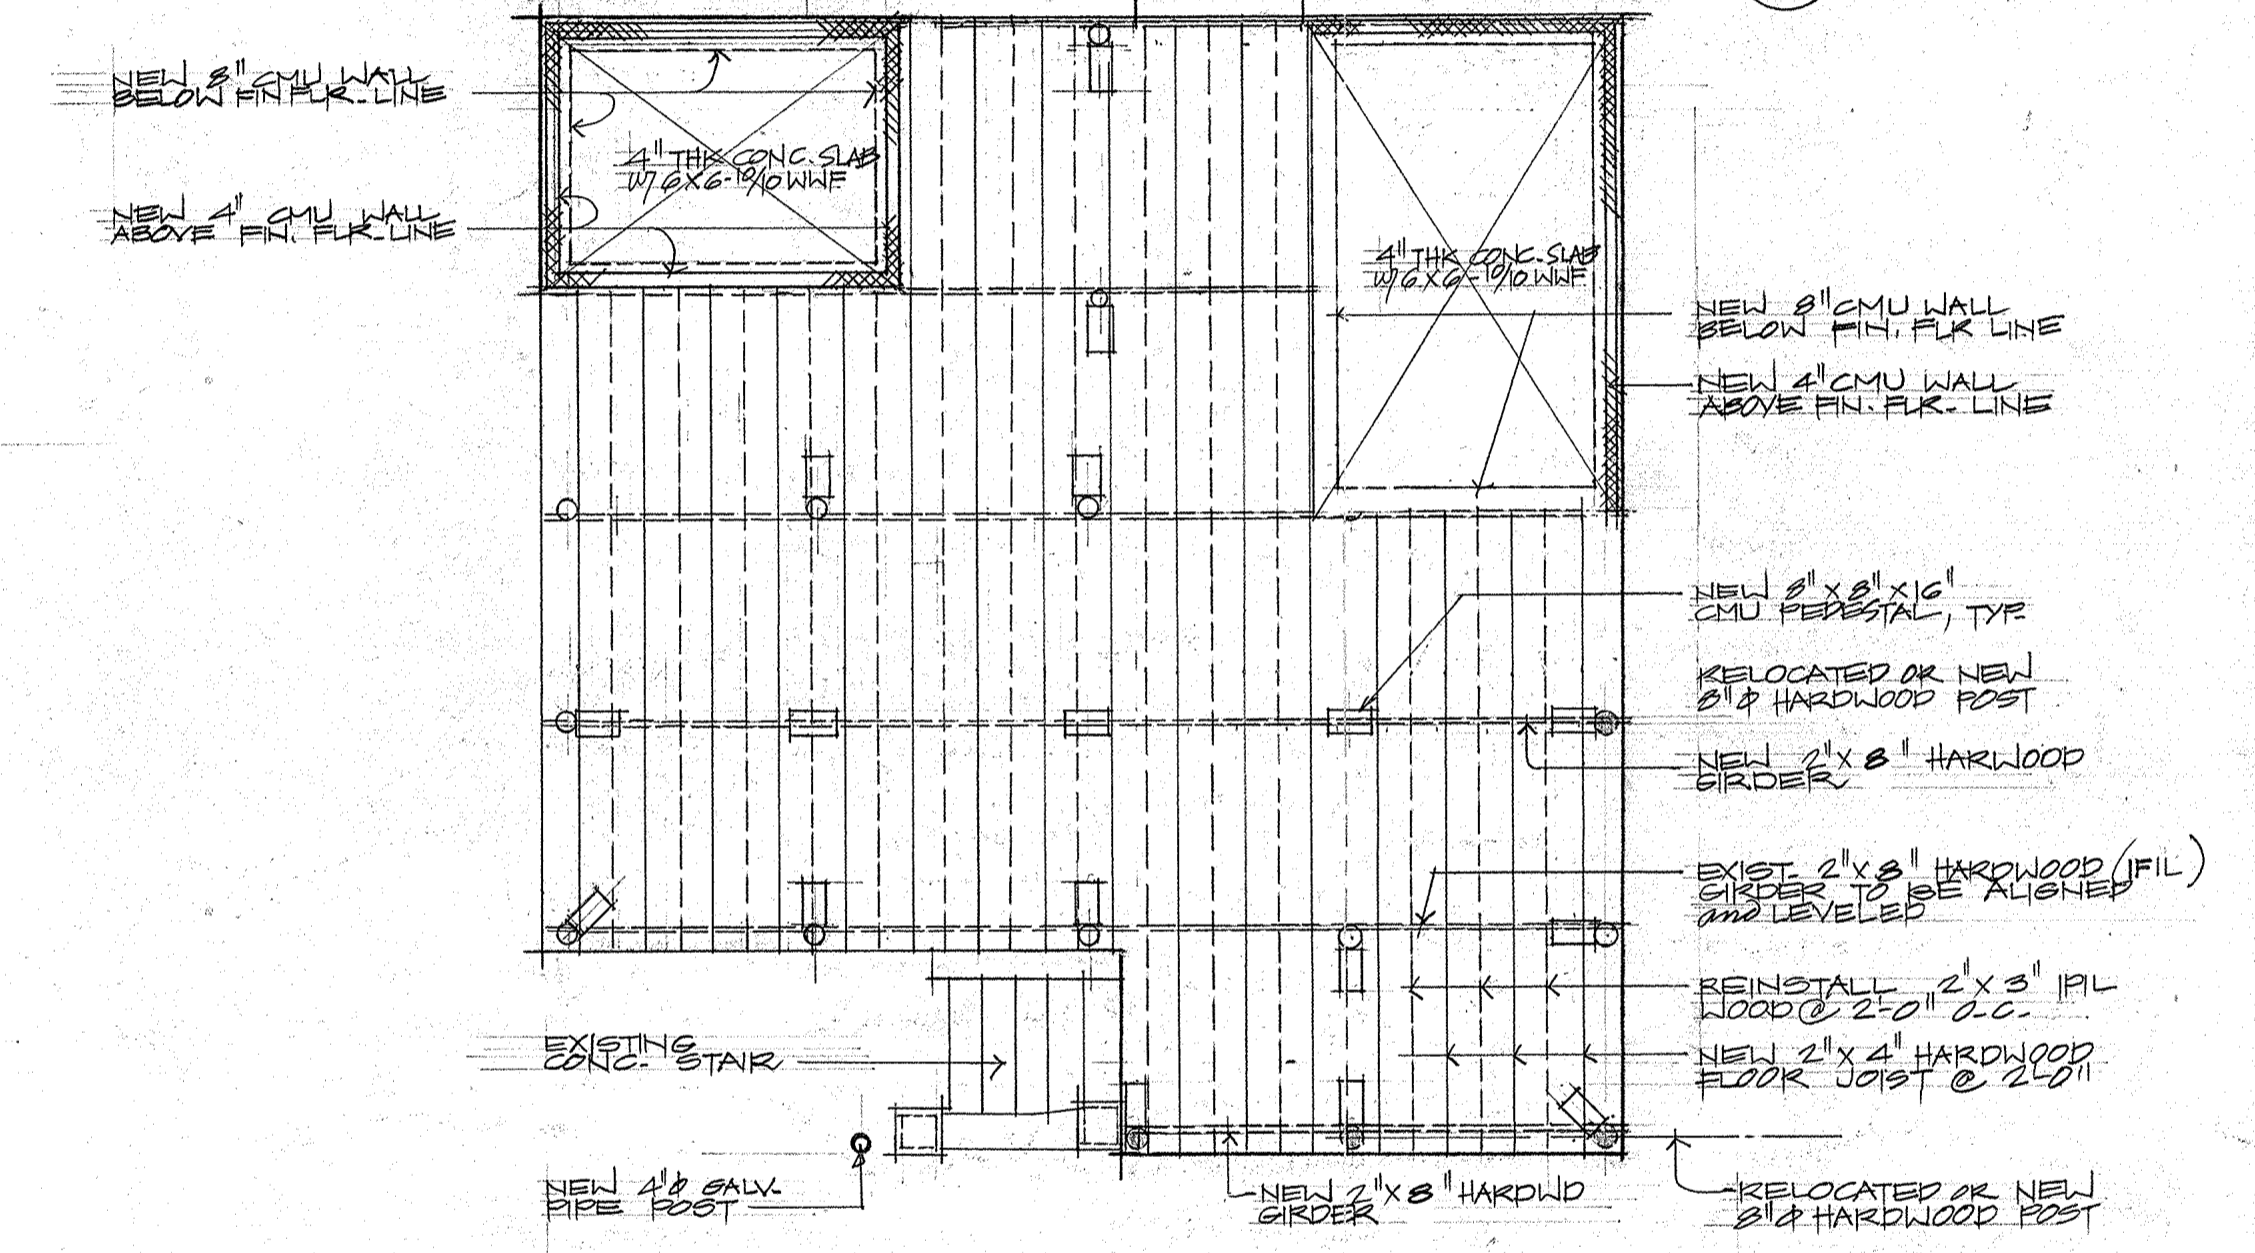 NEW 8" CMU WALL
BELOW FIN FLR-LINE
4" THK CONC. SLAB
W/ 6X6-10/10 WWF
NEW 4" CMU WALL
ABOVE FIN. FLR-LINE
4" THK CONC. SLAB
W/ 6X6-10/10 WWF
NEW 8" CMU WALL
BELOW FIN. FLR LINE
NEW 4" CMU WALL
ABOVE FIN. FLR- LINE
NEW 8" X 8" X 16"
CMU PEDESTAL, TYP.
RELOCATED OR NEW
8"Φ HARDWOOD POST
NEW 2" X 8" HARWOOD
GIRDER
EXIST. 2" X 8" HARDWOOD (IFIL)
GIRDER TO BE ALIGNED
and LEVELED
REINSTALL 2" X 3" IPIL
WOOD @ 2'-0" O.C.
NEW 2" X 4" HARDWOOD
FLOOR JOIST @ 2'-0"
EXISTING
CONC. STAIR
NEW 4"Φ GALV.
PIPE POST
NEW 2" X 8" HARDWD
GIRDER
RELOCATED OR NEW
8"Φ HARDWOOD POST